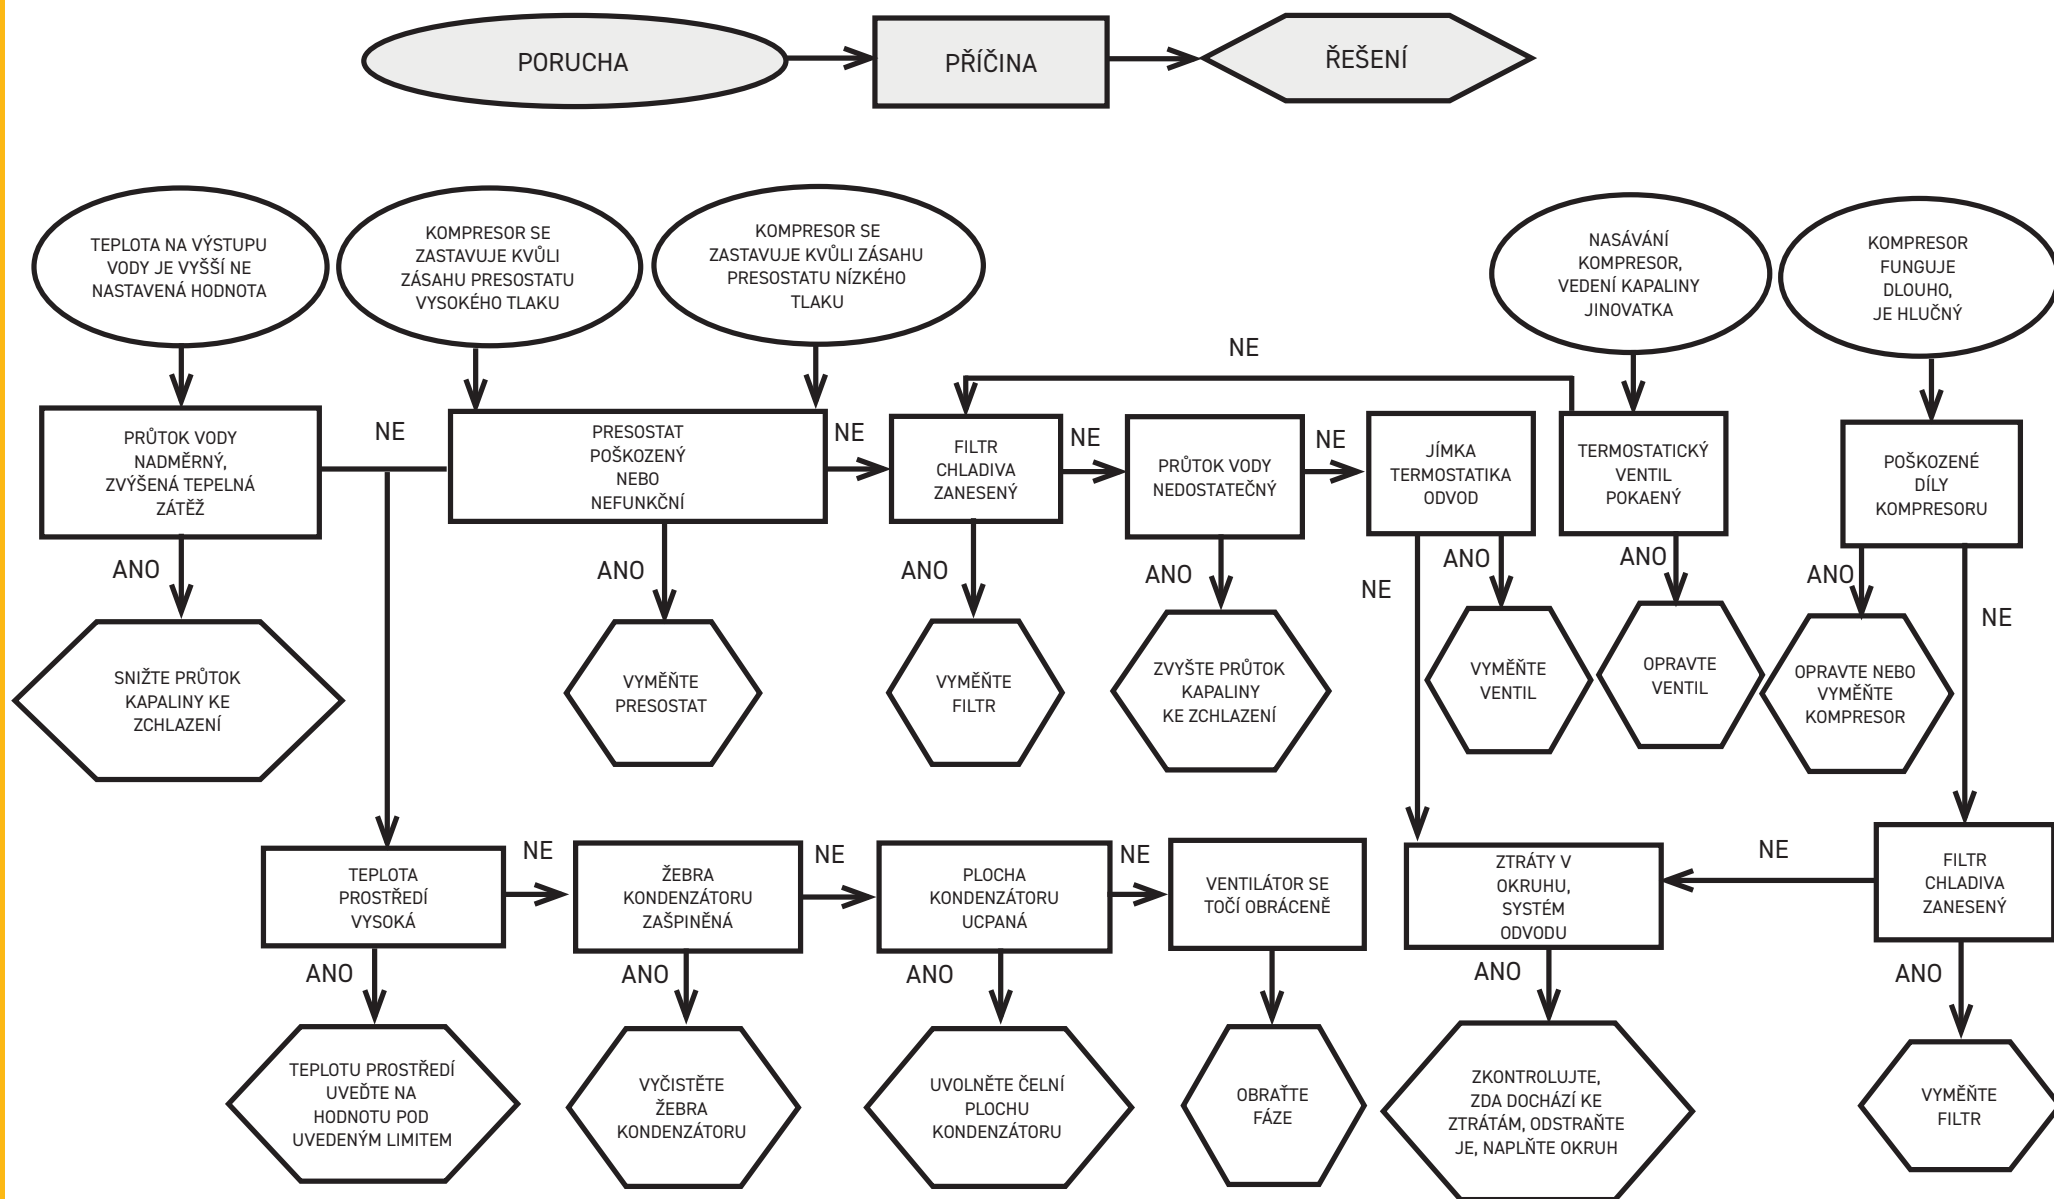 PORUCHA
PŘÍČINA
ŘEŠENÍ
TEPLOTA NA VÝSTUPU
VODY JE VYŠŠÍ NE
NASTAVENÁ HODNOTA
KOMPRESOR SE
ZASTAVUJE KVŮLI
ZÁSAHU PRESOSTATU
VYSOKÉHO TLAKU
KOMPRESOR SE
ZASTAVUJE KVŮLI ZÁSAHU
PRESOSTATU NÍZKÉHO
TLAKU
NASÁVÁNÍ
KOMPRESOR,
VEDENÍ KAPALINY
JINOVATKA
KOMPRESOR
FUNGUJE
DLOUHO,
JE HLUČNÝ
NE
PRŮTOK VODY
NADMĚRNÝ,
ZVÝŠENÁ TEPELNÁ
ZÁTĚŽ
NE
PRESOSTAT
POŠKOZENÝ
NEBO
NEFUNKČNÍ
NE
FILTR
CHLADIVA
ZANESENÝ
NE
PRŮTOK VODY
NEDOSTATEČNÝ
NE
JÍMKA
TERMOSTATIKA
ODVOD
TERMOSTATICKÝ
VENTIL
POKAENÝ
POŠKOZENÉ
DÍLY
KOMPRESORU
ANO
ANO
ANO
ANO
NE
ANO
ANO
ANO
NE
SNIŽTE PRŮTOK
KAPALINY KE
ZCHLAZENÍ
VYMĚŇTE
PRESOSTAT
VYMĚŇTE
FILTR
ZVYŠTE PRŮTOK
KAPALINY
KE ZCHLAZENÍ
VYMĚŇTE
VENTIL
OPRAVTE
VENTIL
OPRAVTE NEBO
VYMĚŇTE
KOMPRESOR
TEPLOTA
PROSTŘEDÍ
VYSOKÁ
NE
ŽEBRA
KONDENZÁTORU
ZAŠPINĚNÁ
NE
PLOCHA
KONDENZÁTORU
UCPANÁ
NE
VENTILÁTOR SE
TOČÍ OBRÁCENĚ
ZTRÁTY V
OKRUHU,
SYSTÉM
ODVODU
NE
FILTR
CHLADIVA
ZANESENÝ
ANO
ANO
ANO
ANO
ANO
TEPLOTU PROSTŘEDÍ
UVEĎTE NA
HODNOTU POD
UVEDENÝM LIMITEM
VYČISTĚTE
ŽEBRA
KONDENZÁTORU
UVOLNĚTE ČELNÍ
PLOCHU
KONDENZÁTORU
OBRAŤTE
FÁZE
ZKONTROLUJTE,
ZDA DOCHÁZÍ KE
ZTRÁTÁM, ODSTRAŇTE
JE, NAPLŇTE OKRUH
VYMĚŇTE
FILTR